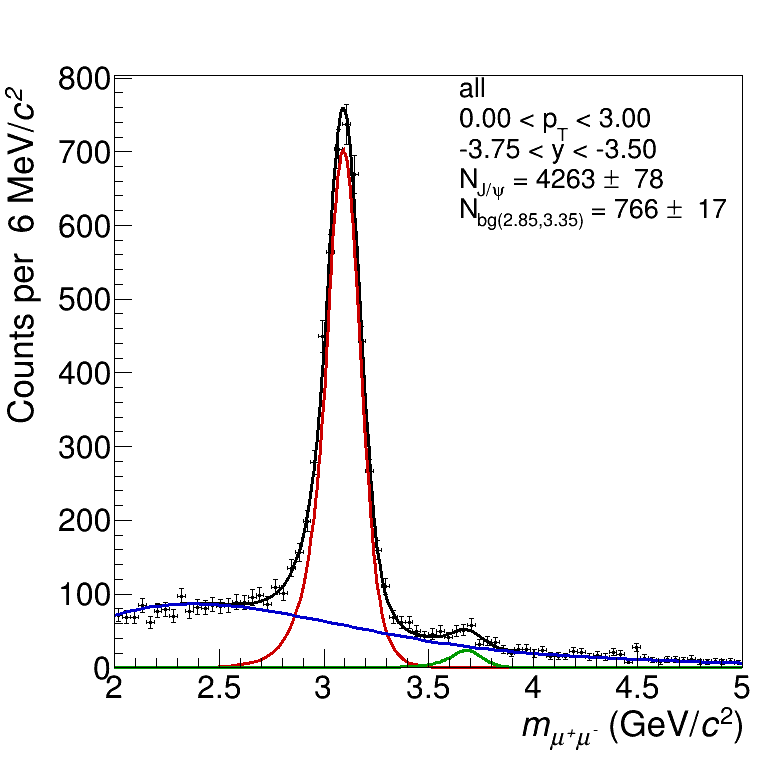 all
0.00 < p_T < 3.00
-3.75 < y < -3.50
N_J/ψ = 4263 ± 78
N_bg(2.85,3.35) = 766 ± 17
Counts per 6 MeV/c²
800
700
600
500
400
300
200
100
0
2 2.5 3 3.5 4 4.5 5
m_μ⁺μ⁻ (GeV/c²)